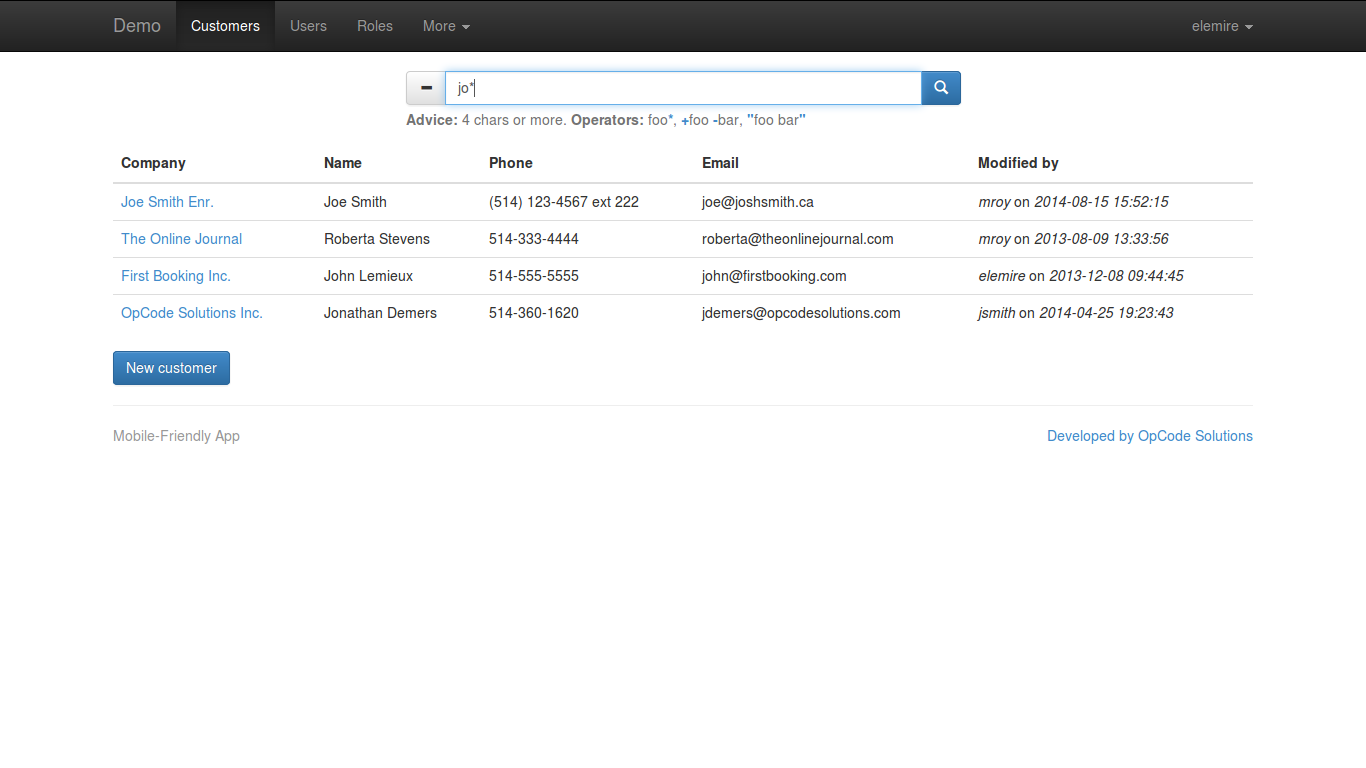 Demo Customers Users Roles More elemire
jo*
Advice: 4 chars or more. Operators: foo*, +foo -bar, "foo bar"
Company Name Phone Email Modified by
Joe Smith Enr. Joe Smith (514) 123-4567 ext 222 joe@joshsmith.ca mroy on 2014-08-15 15:52:15
The Online Journal Roberta Stevens 514-333-4444 roberta@theonlinejournal.com mroy on 2013-08-09 13:33:56
First Booking Inc. John Lemieux 514-555-5555 john@firstbooking.com elemire on 2013-12-08 09:44:45
OpCode Solutions Inc. Jonathan Demers 514-360-1620 jdemers@opcodesolutions.com jsmith on 2014-04-25 19:23:43
New customer
Mobile-Friendly App Developed by OpCode Solutions